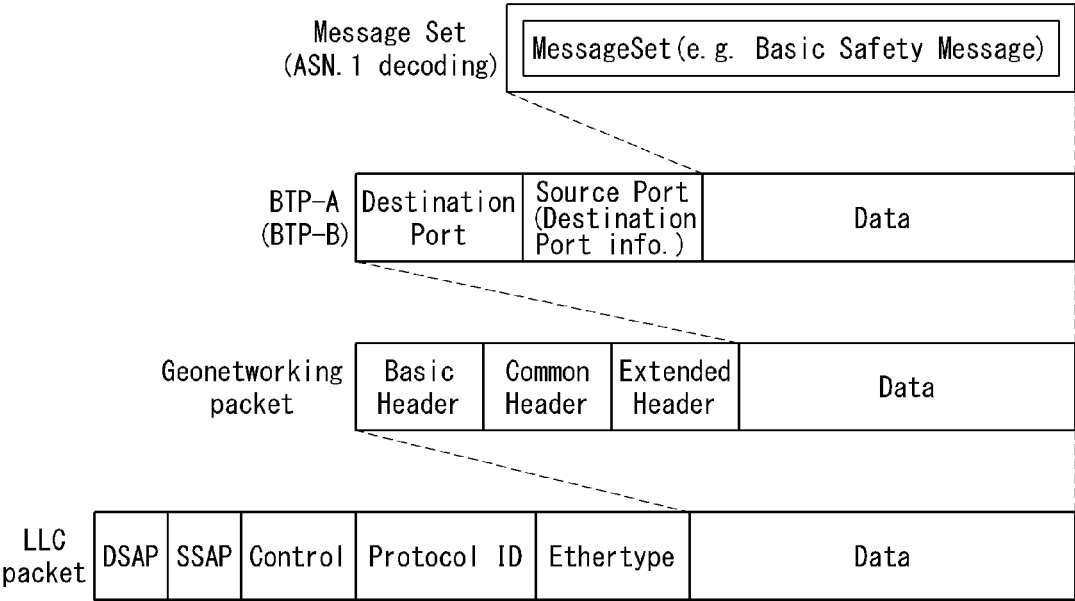 Message Set
(ASN.1 decoding)
MessageSet(e.g. Basic Safety Message)
BTP-A
(BTP-B)
Destination
Port
Source Port
(Destination
Port info.)
Data
Geonetworking
packet
Basic
Header
Common
Header
Extended
Header
Data
LLC
packet
DSAP
SSAP
Control
Protocol ID
Ethertype
Data